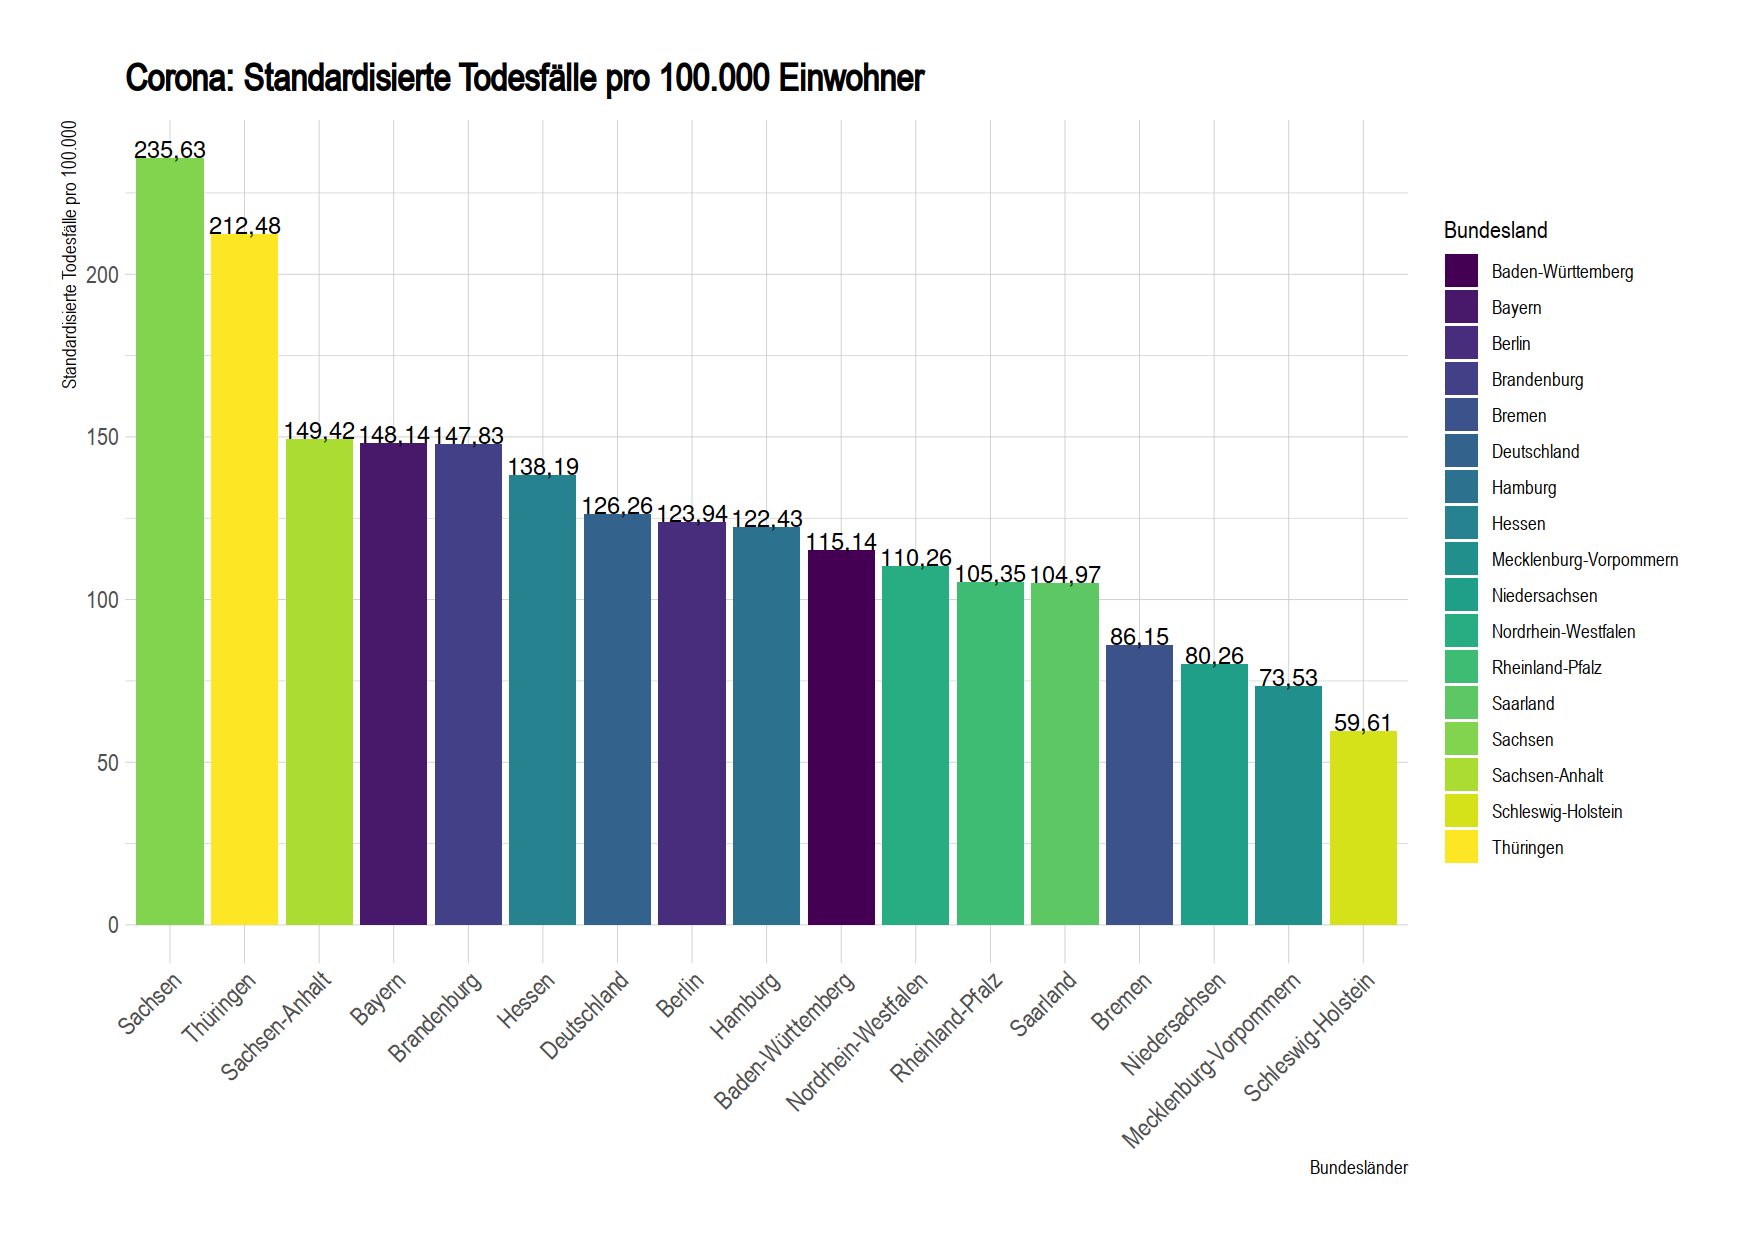 Corona: Standardisierte Todesfälle pro 100.000 Einwohner
Standardisierte Todesfälle pro 100.000
200
150
100
50
0
235,63
212,48
149,42
148,14
147,83
138,19
126,26
123,94
122,43
115,14
110,26
105,35
104,97
86,15
80,26
73,53
59,61
Sachsen
Thüringen
Sachsen-Anhalt
Bayern
Brandenburg
Hessen
Deutschland
Berlin
Hamburg
Baden-Württemberg
Nordrhein-Westfalen
Rheinland-Pfalz
Saarland
Bremen
Niedersachsen
Mecklenburg-Vorpommern
Schleswig-Holstein
Bundesländer
Bundesland
Baden-Württemberg
Bayern
Berlin
Brandenburg
Bremen
Deutschland
Hamburg
Hessen
Mecklenburg-Vorpommern
Niedersachsen
Nordrhein-Westfalen
Rheinland-Pfalz
Saarland
Sachsen
Sachsen-Anhalt
Schleswig-Holstein
Thüringen